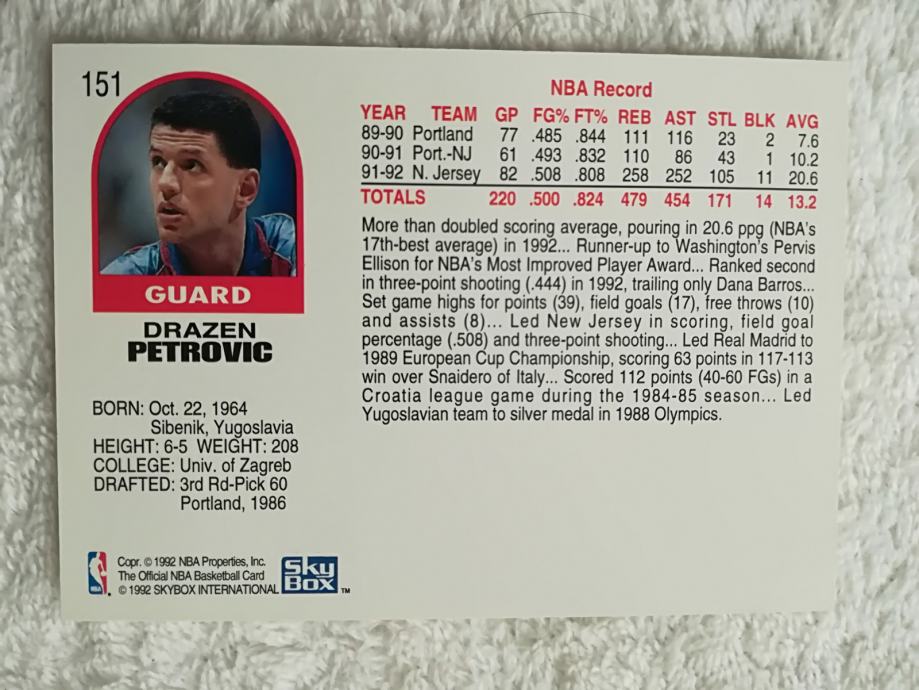 151
GUARD
DRAZEN
PETROVIC
BORN: Oct. 22, 1964
Sibenik, Yugoslavia
HEIGHT: 6-5 WEIGHT: 208
COLLEGE: Univ. of Zagreb
DRAFTED: 3rd Rd-Pick 60
Portland, 1986
NBA Record
YEAR TEAM GP FG% FT% REB AST STL BLK AVG
89-90 Portland 77 .485 .844 111 116 23 2 7.6
90-91 Port.-NJ 61 .493 .832 110 86 43 1 10.2
91-92 N. Jersey 82 .508 .808 258 252 105 11 20.6
TOTALS 220 .500 .824 479 454 171 14 13.2
More than doubled scoring average, pouring in 20.6 ppg (NBA's
17th-best average) in 1992... Runner-up to Washington's Pervis
Ellison for NBA's Most Improved Player Award... Ranked second
in three-point shooting (.444) in 1992, trailing only Dana Barros...
Set game highs for points (39), field goals (17), free throws (10)
and assists (8)... Led New Jersey in scoring, field goal
percentage (.508) and three-point shooting... Led Real Madrid to
1989 European Cup Championship, scoring 63 points in 117-113
win over Snaidero of Italy... Scored 112 points (40-60 FGs) in a
Croatia league game during the 1984-85 season... Led
Yugoslavian team to silver medal in 1988 Olympics.
NBA
Copr. © 1992 NBA Properties, Inc.
The Official NBA Basketball Card
© 1992 SKYBOX INTERNATIONAL
Sky
Box TM